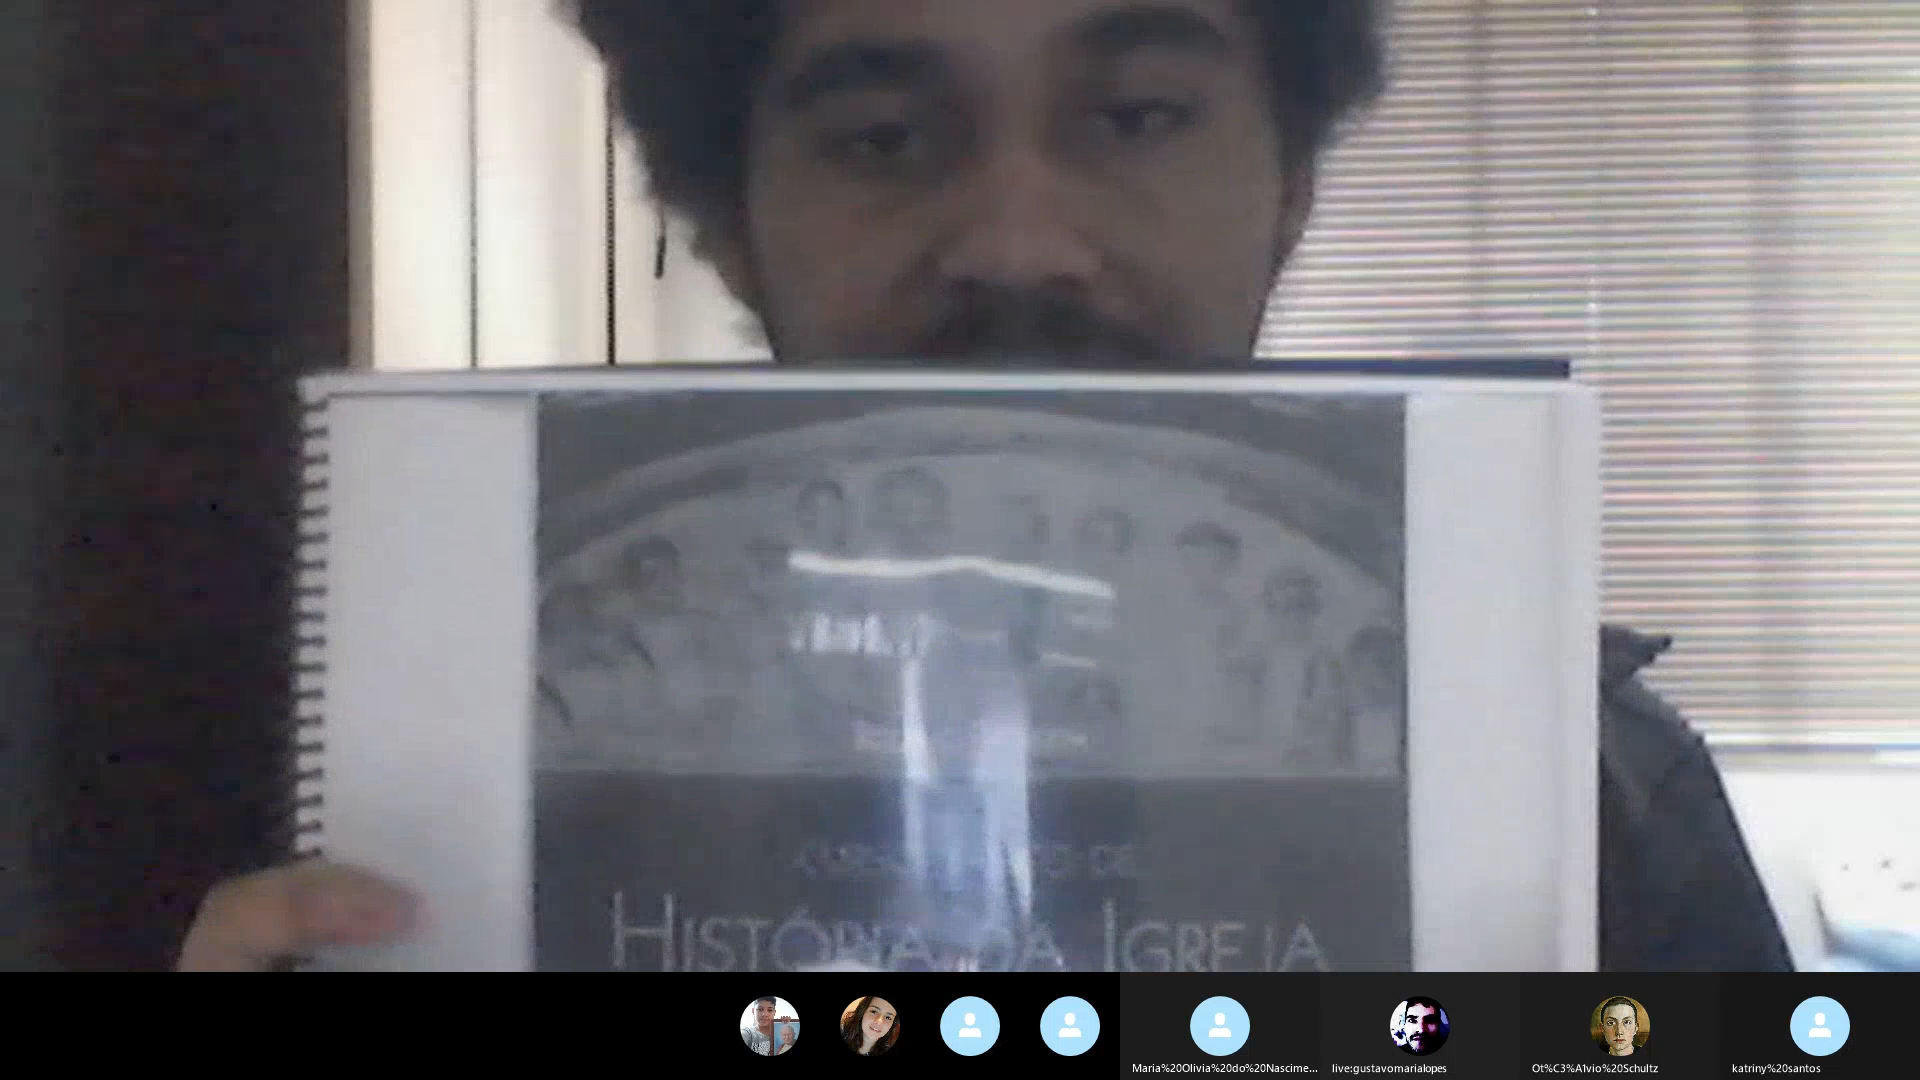 HISTÓRIA DA IGREJA
Maria%20Olivia%20do%20Nascime...
live:gustavomarialopes
Ot%C3%A1vio%20Schultz
katriny%20santos